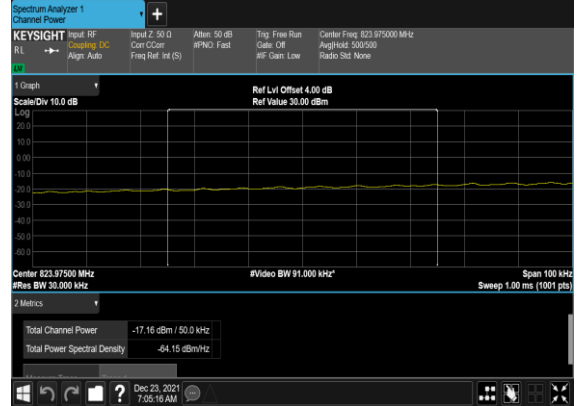 Spectrum Analyzer 1
Channel Power
+
KEYSIGHT
RL
Input: RF
Coupling: DC
Align: Auto
Input Z: 50 Ω
Corr CCorr
Freq Ref: Int (S)
Atten: 50 dB
#PNO: Fast
Trig: Free Run
Gate: Off
#IF Gain: Low
Center Freq: 823.975000 MHz
Avg|Hold: 500/500
Radio Std: None
1 Graph
Scale/Div 10.0 dB
Ref Lvl Offset 4.00 dB
Ref Value 30.00 dBm
Log
20.0
10.0
0.00
-10.0
-20.0
-30.0
-40.0
-50.0
-60.0
Center 823.97500 MHz
#Video BW 91.000 kHz*
Span 100 kHz
#Res BW 30.000 kHz
Sweep 1.00 ms (1001 pts)
2 Metrics
Total Channel Power -17.16 dBm / 50.0 kHz
Total Power Spectral Density -64.15 dBm/Hz
?
Dec 23, 2021
7:05:16 AM